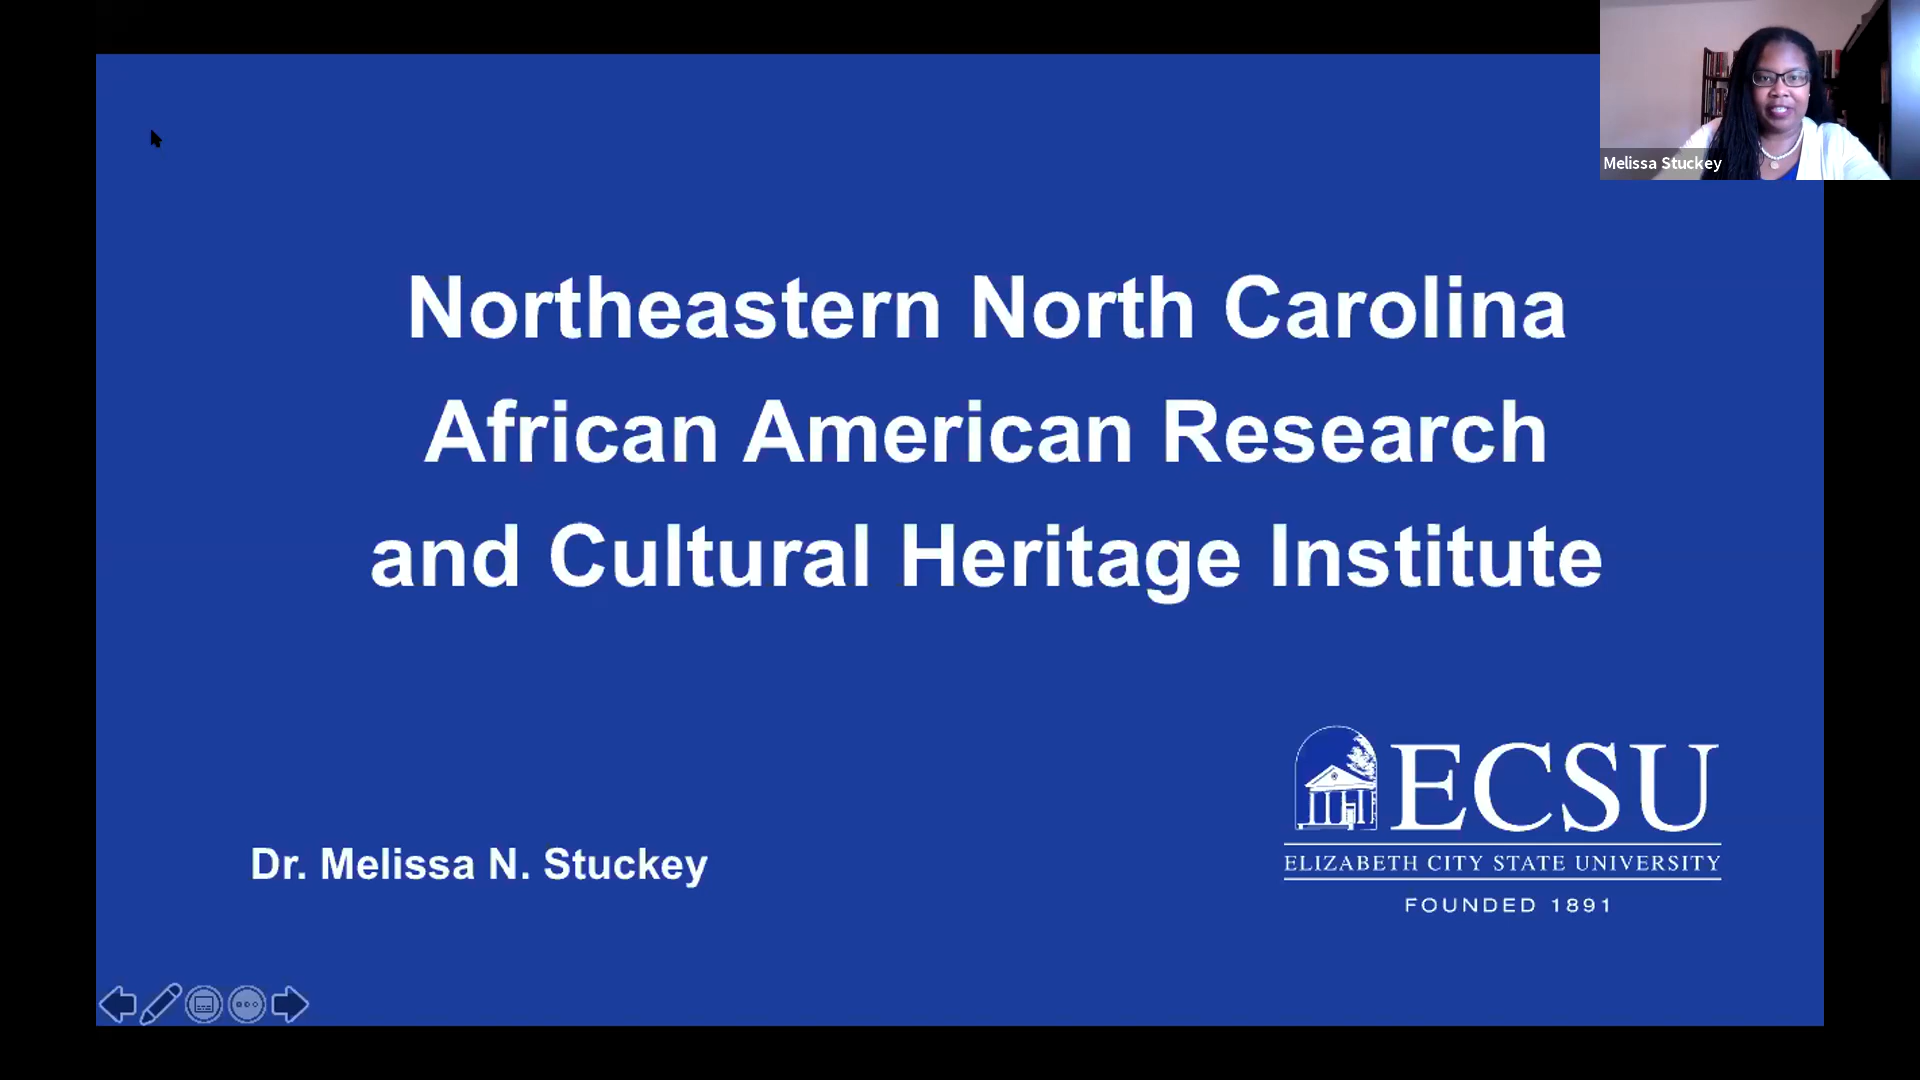 Melissa Stuckey
Northeastern North Carolina
African American Research
and Cultural Heritage Institute
Dr. Melissa N. Stuckey
ECSU
ELIZABETH CITY STATE UNIVERSITY
FOUNDED 1891